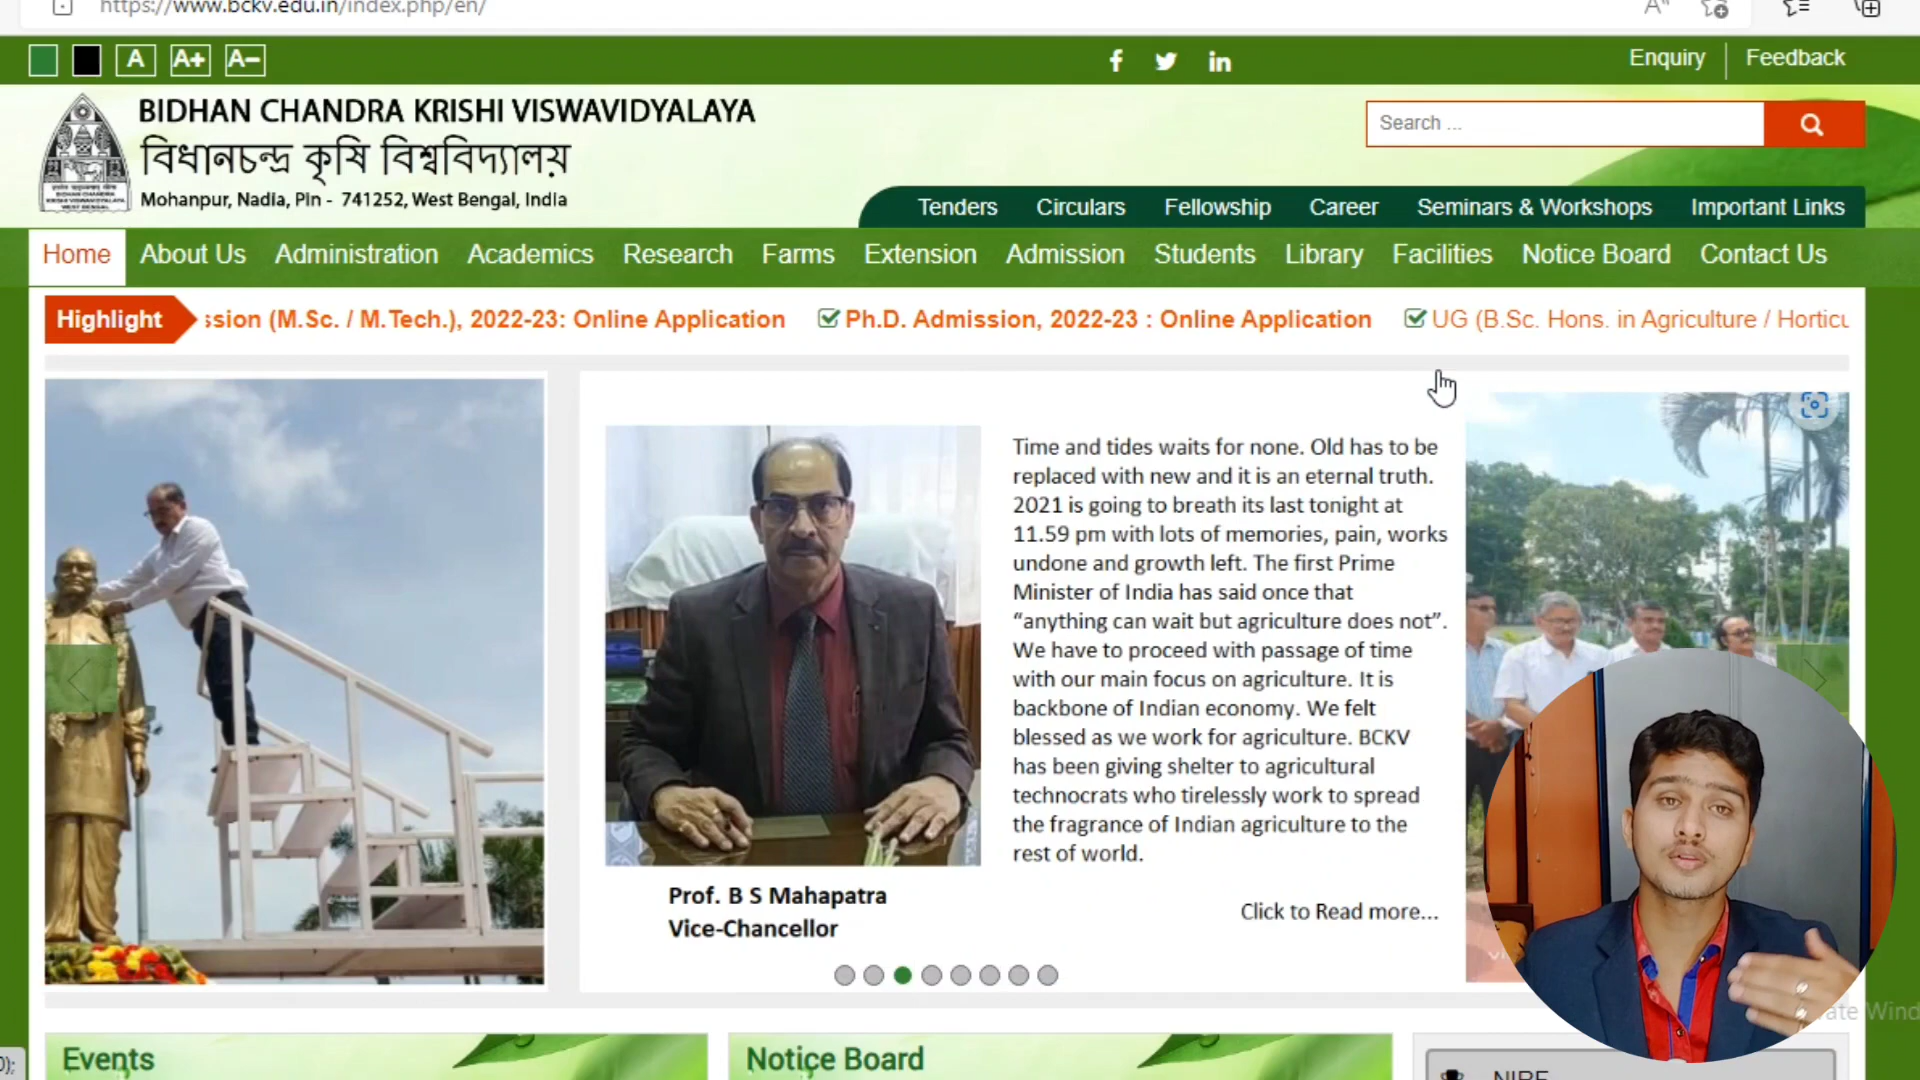 https://www.bckv.edu.in/index.php/en/
A A+ A-
Enquiry Feedback
BIDHAN CHANDRA KRISHI VISWAVIDYALAYA
বিধানচন্দ্র কৃষি বিশ্ববিদ্যালয়
Mohanpur, Nadia, Pin - 741252, West Bengal, India
Search ...
Tenders Circulars Fellowship Career Seminars & Workshops Important Links
Home About Us Administration Academics Research Farms Extension Admission Students Library Facilities Notice Board Contact Us
Highlight ssion (M.Sc. / M.Tech.), 2022-23: Online Application Ph.D. Admission, 2022-23 : Online Application UG (B.Sc. Hons. in Agriculture / Horticu
Time and tides waits for none. Old has to be
replaced with new and it is an eternal truth.
2021 is going to breath its last tonight at
11.59 pm with lots of memories, pain, works
undone and growth left. The first Prime
Minister of India has said once that
“anything can wait but agriculture does not”.
We have to proceed with passage of time
with our main focus on agriculture. It is
backbone of Indian economy. We felt
blessed as we work for agriculture. BCKV
has been giving shelter to agricultural
technocrats who tirelessly work to spread
the fragrance of Indian agriculture to the
rest of world.
Prof. B S Mahapatra
Vice-Chancellor
Click to Read more...
Events
Notice Board
NIRF